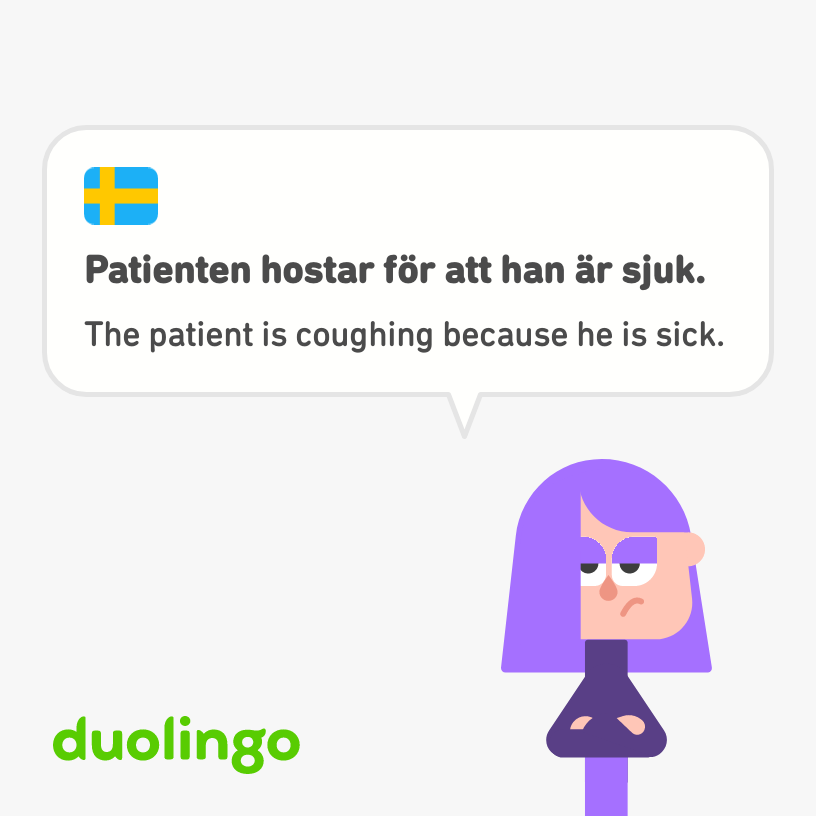 Patienten hostar för att han är sjuk.
The patient is coughing because he is sick.
duolingo